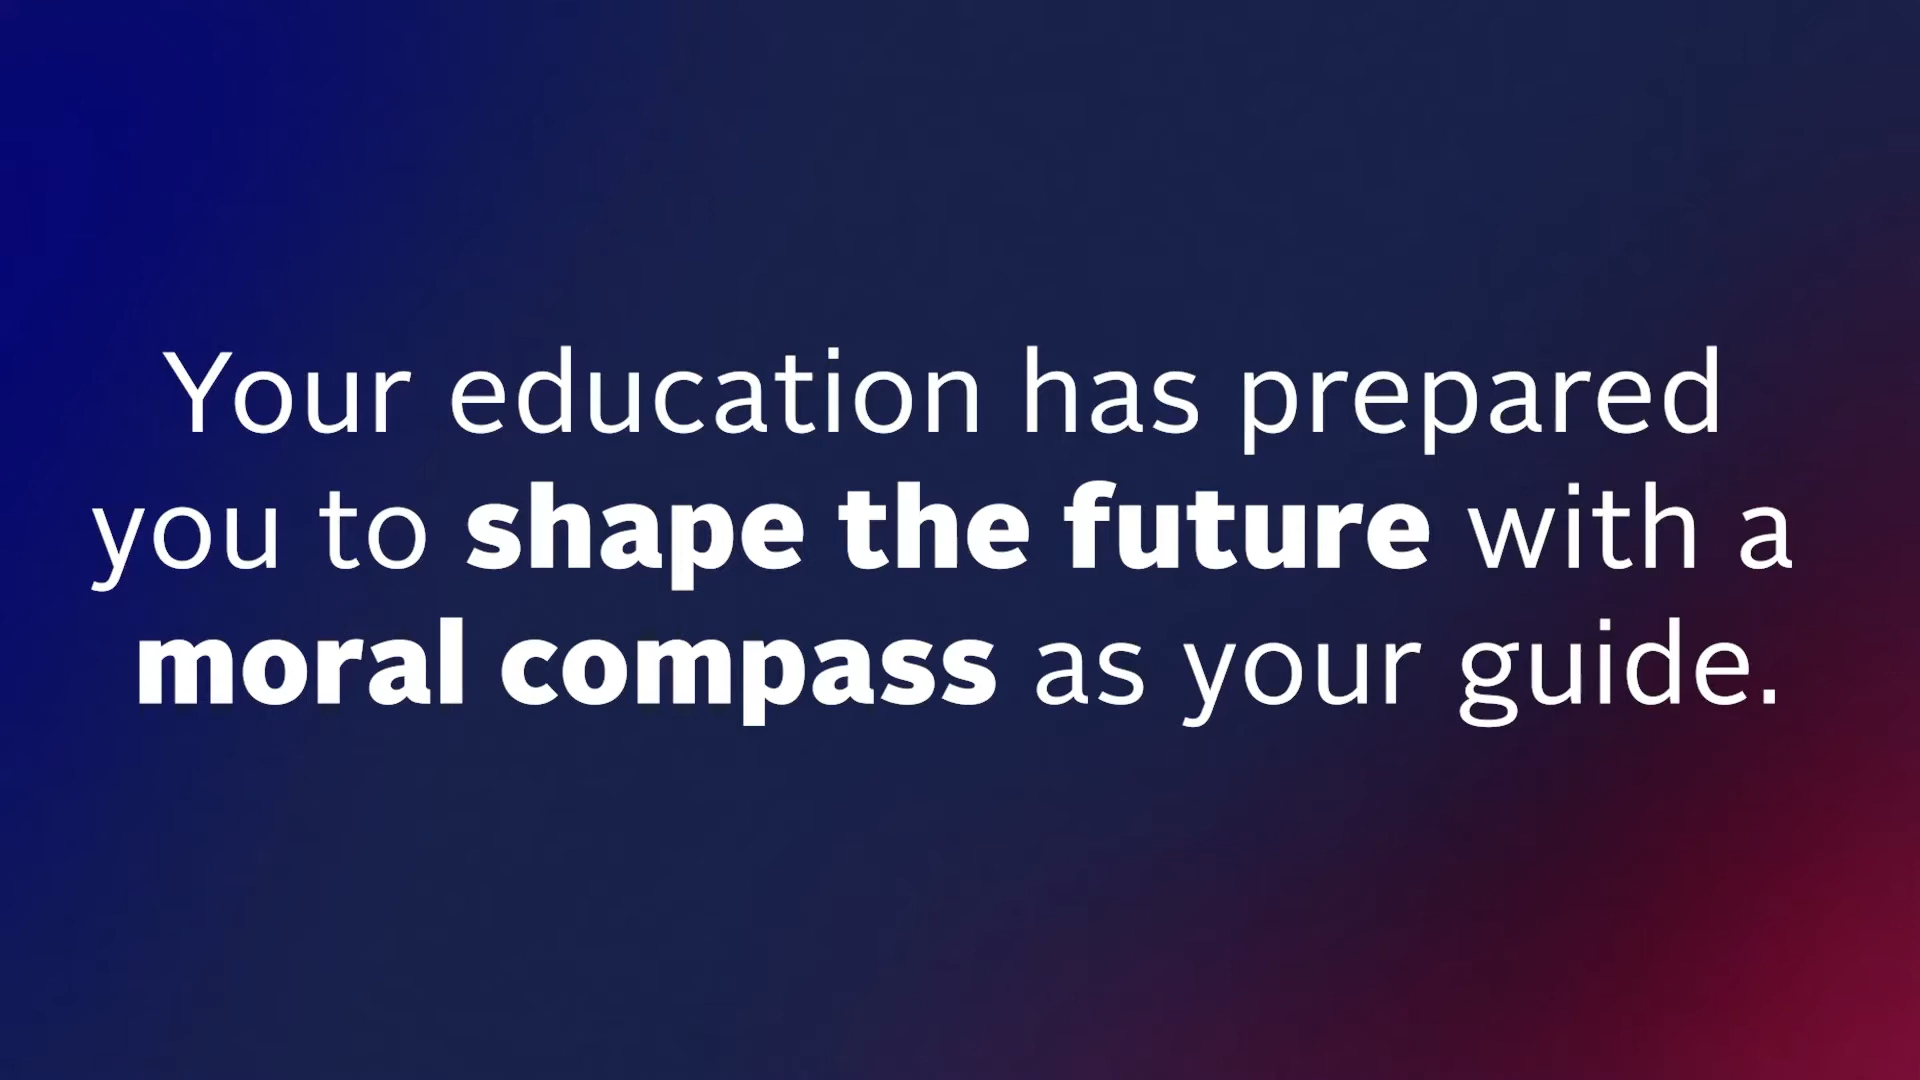 Your education has prepared
you to shape the future with a
moral compass as your guide.